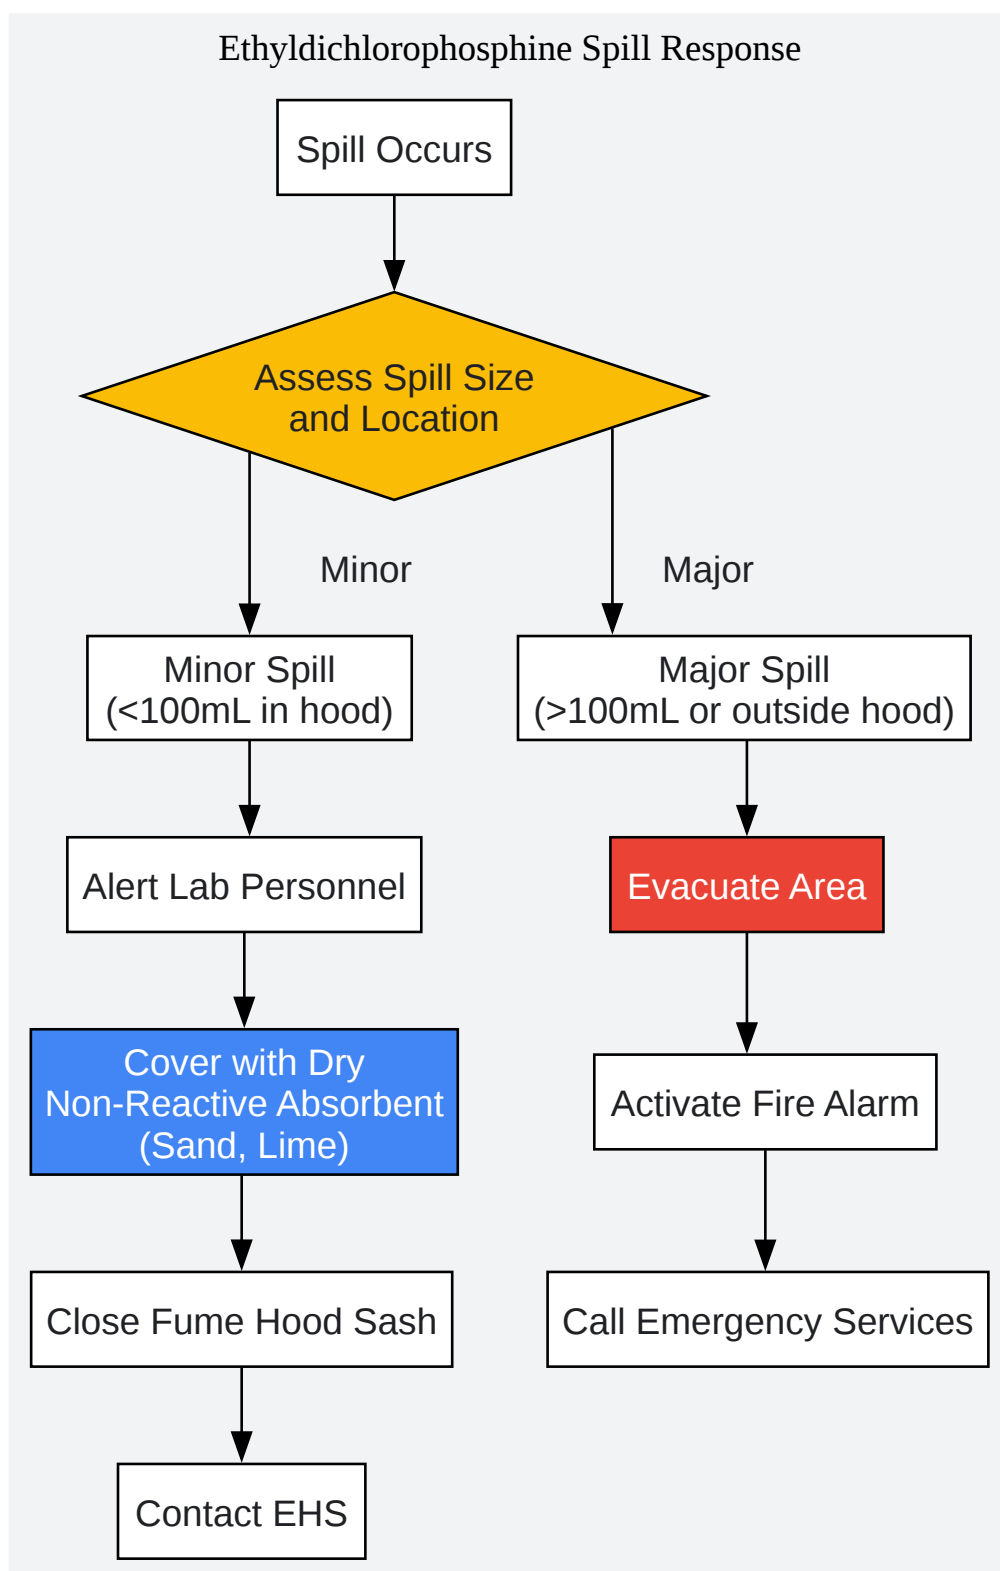 Ethyldichlorophosphine Spill Response
Spill Occurs
Assess Spill Size
and Location
Minor
Major
Minor Spill
(<100mL in hood)
Major Spill
(>100mL or outside hood)
Alert Lab Personnel
Evacuate Area
Cover with Dry
Non-Reactive Absorbent
(Sand, Lime)
Activate Fire Alarm
Close Fume Hood Sash
Call Emergency Services
Contact EHS